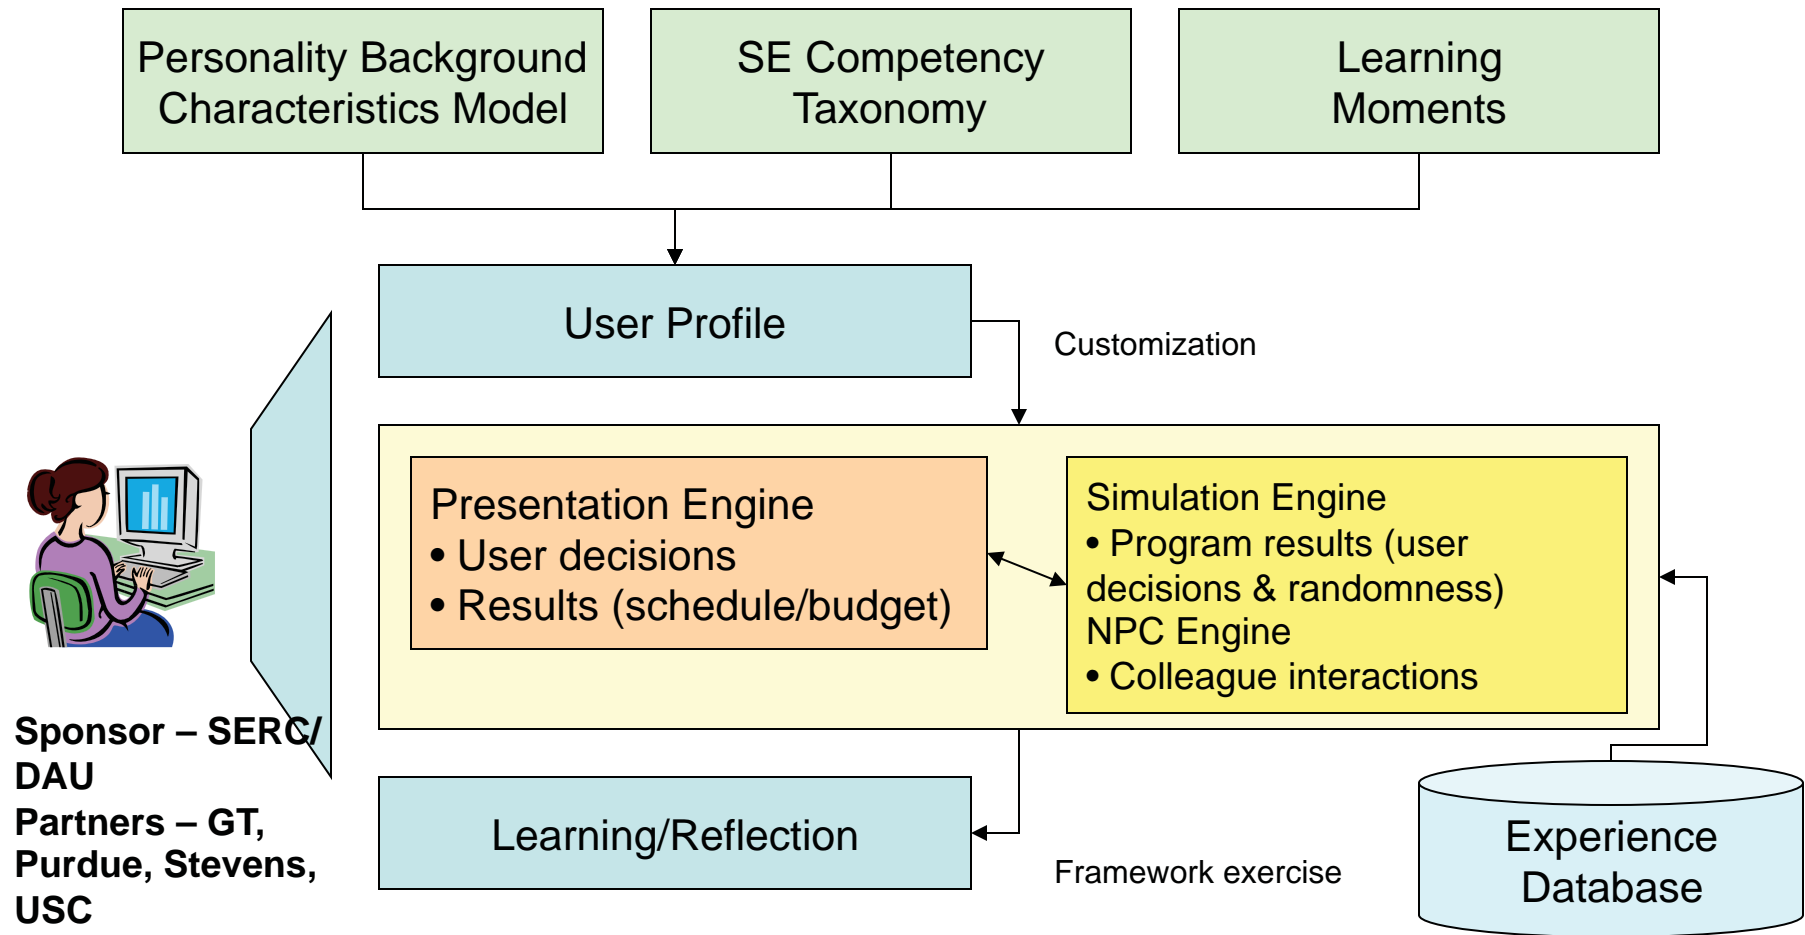 Personality Background
Characteristics Model
SE Competency
Taxonomy
Learning
Moments
User Profile
Customization
Presentation Engine
• User decisions
• Results (schedule/budget)
Simulation Engine
• Program results (user
decisions & randomness)
NPC Engine
• Colleague interactions
Sponsor – SERC/
DAU
Partners – GT,
Purdue, Stevens,
USC
Learning/Reflection
Framework exercise
Experience
Database